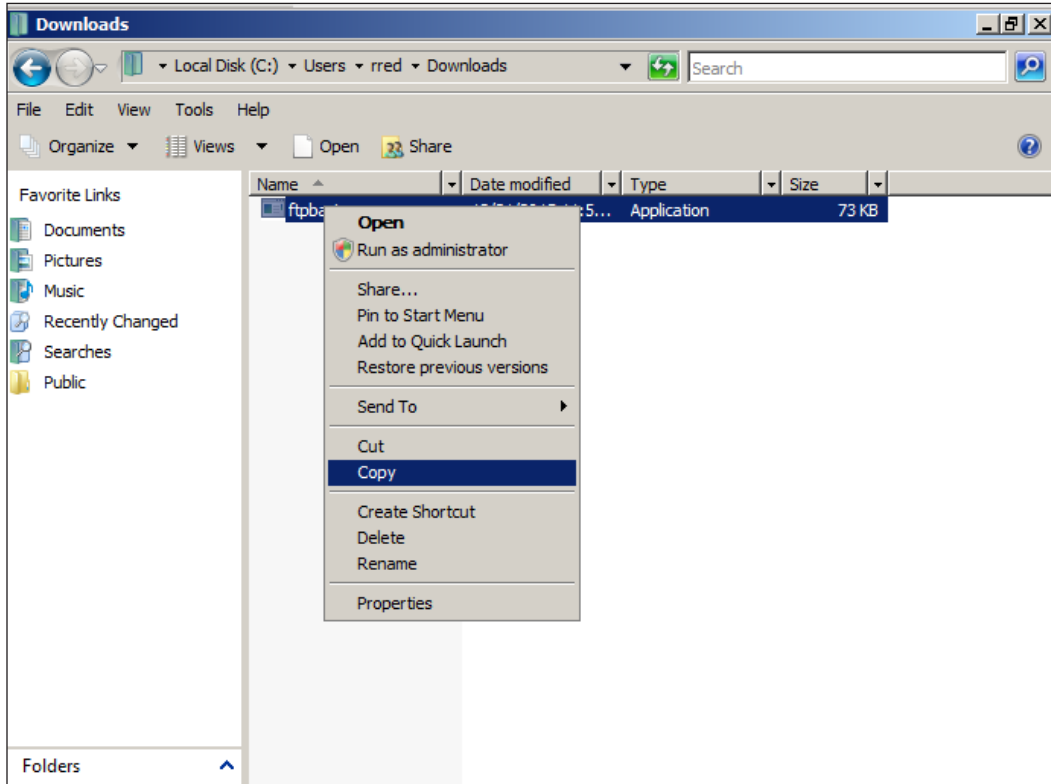 Downloads
Local Disk (C:) Users rred Downloads Search
File Edit View Tools Help
Organize Views Open Share
Favorite Links
Documents
Pictures
Music
Recently Changed
Searches
Public
Folders
Name Date modified Type Size
Application 73 KB
Open
Run as administrator
Share...
Pin to Start Menu
Add to Quick Launch
Restore previous versions
Send To
Cut
Copy
Create Shortcut
Delete
Rename
Properties